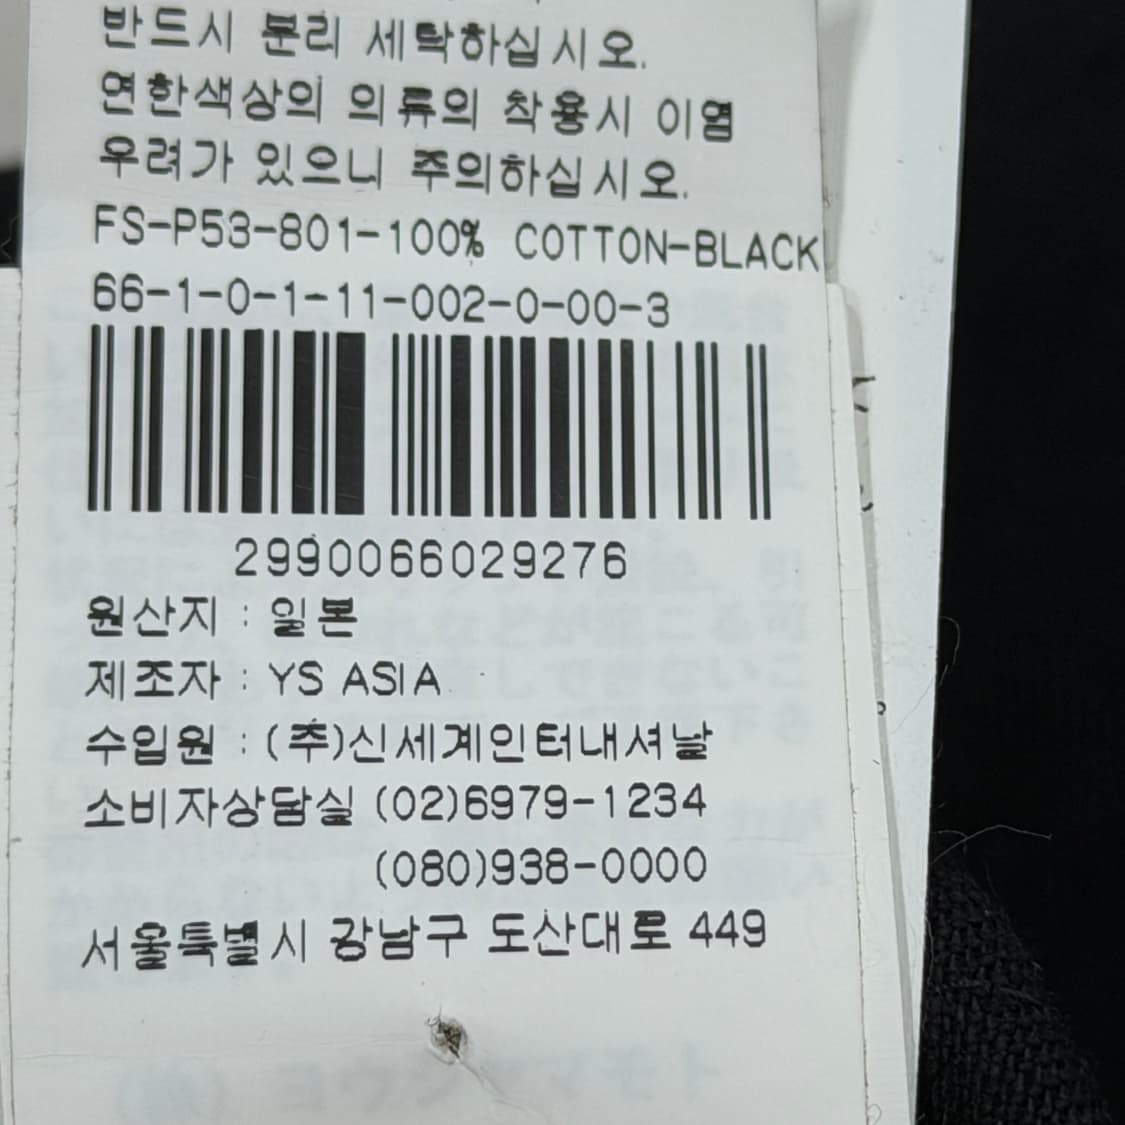 반드시 분리 세탁하십시오.
연한색상의 의류의 착용시 이염
우려가 있으니 주의하십시오.
FS-P53-801-100% COTTON-BLACK
66-1-0-1-11-002-0-00-3
2990066029276
원산지 : 일본
제조자 : YS ASIA
수입원 : (주)신세계인터내셔날
소비자상담실 (02)6979-1234
(080)938-0000
서울특별시 강남구 도산대로 449